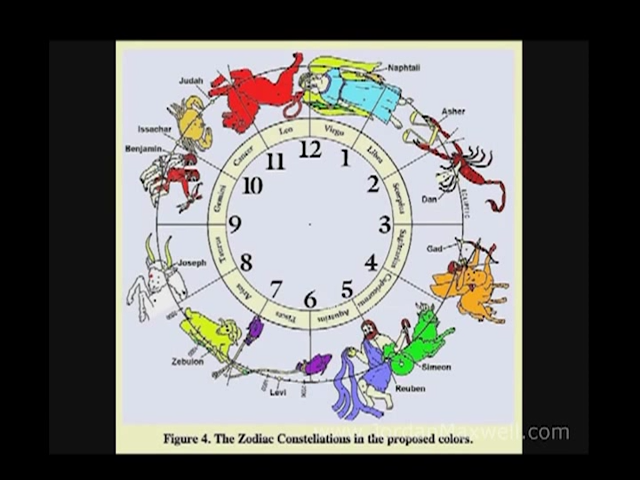 Naphtali
Judah
Asher
Issachar
Benjamin
Leo
Virgo
Cancer
Libra
12
11
1
10
2
Gemini
Scorpius
Dan
ECLIPTIC
9
3
Taurus
Sagittarius
Gad
Joseph
8
4
Aries
Capricornus
7
6
5
Pisces
Aquarius
Zebulon
Simeon
Levi
Reuben
www.JordanMaxwell.com
Figure 4. The Zodiac Constellations in the proposed colors.